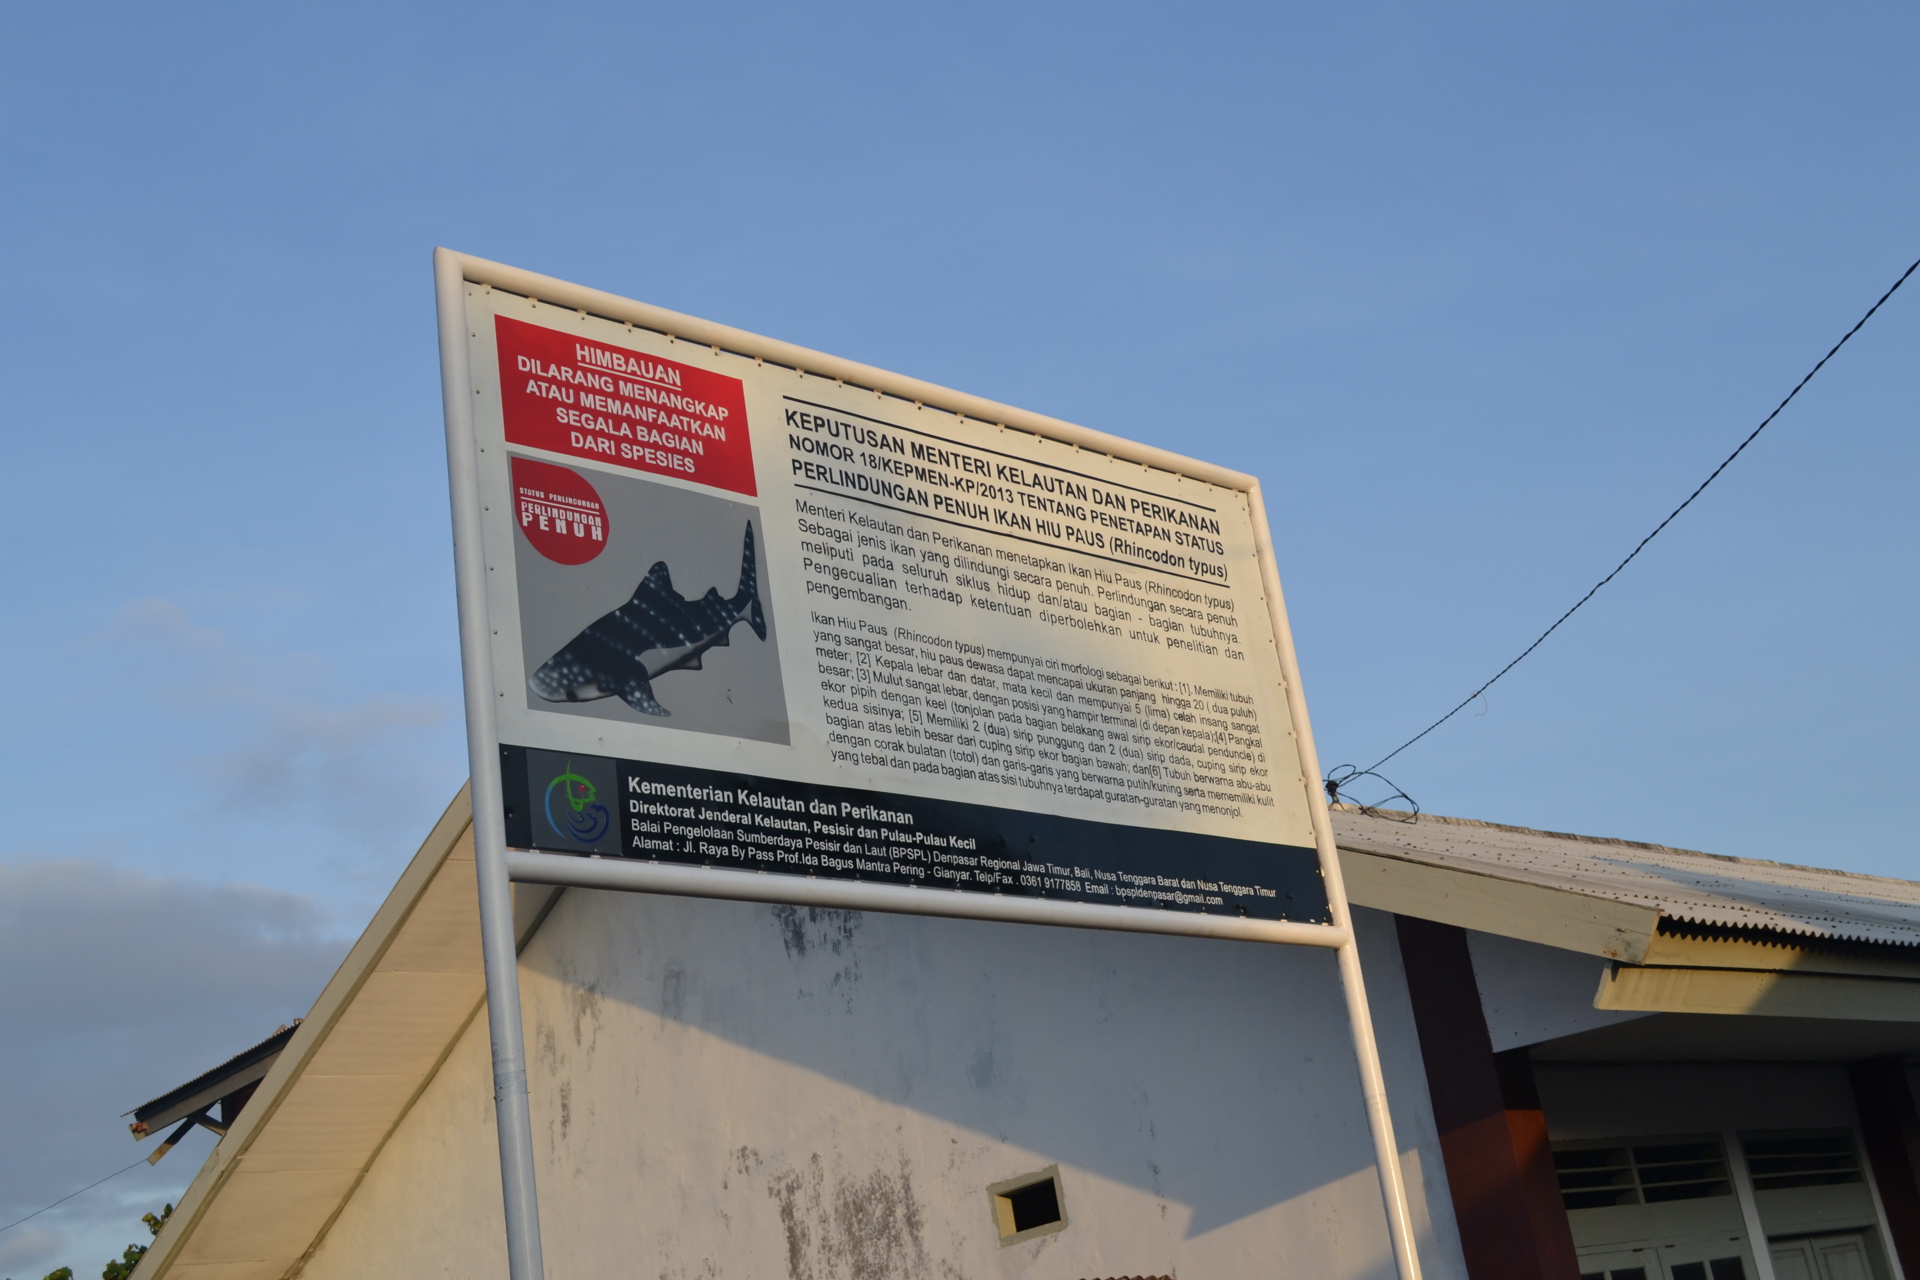 HIMBAUAN
DILARANG MENANGKAP
ATAU MEMANFAATKAN
SEGALA BAGIAN
DARI SPESIES
STATUS PERLINDUNGAN
PERLINDUNGAN
PENUH
KEPUTUSAN MENTERI KELAUTAN DAN PERIKANAN
NOMOR 18/KEPMEN-KP/2013 TENTANG PENETAPAN STATUS
PERLINDUNGAN PENUH IKAN HIU PAUS (Rhincodon typus)
Menteri Kelautan dan Perikanan menetapkan Ikan Hiu Paus (Rhincodon typus)
Sebagai jenis ikan yang dilindungi secara penuh. Perlindungan secara penuh
meliputi pada seluruh siklus hidup dan/atau bagian - bagian tubuhnya.
Pengecualian terhadap ketentuan diperbolehkan untuk penelitian dan
pengembangan.
Ikan Hiu Paus (Rhincodon typus) mempunyai ciri morfologi sebagai berikut : [1]. Memiliki tubuh
yang sangat besar, hiu paus dewasa dapat mencapai ukuran panjang hingga 20 ( dua puluh)
meter; [2] Kepala lebar dan datar, mata kecil dan mempunyai 5 (lima) celah insang sangat
besar; [3] Mulut sangat lebar, dengan posisi yang hampir terminal (di depan kepala);[4] Pangkal
ekor pipih dengan keel (tonjolan pada bagian belakang awal sirip ekor/caudal penduncle) di
kedua sisinya; [5] Memiliki 2 (dua) sirip punggung dan 2 (dua) sirip dada, cuping sirip ekor
bagian atas lebih besar dari cuping sirip ekor bagian bawah; dan[6] Tubuh berwarna abu-abu
dengan corak bulatan (totol) dan garis-garis yang berwarna putih/kuning serta mememiliki kulit
yang tebal dan pada bagian atas sisi tubuhnya terdapat guratan-guratan yang menonjol.
Kementerian Kelautan dan Perikanan
Direktorat Jenderal Kelautan, Pesisir dan Pulau-Pulau Kecil
Balai Pengelolaan Sumberdaya Pesisir dan Laut (BPSPL) Denpasar Regional Jawa Timur, Bali, Nusa Tenggara Barat dan Nusa Tenggara Timur
Alamat : Jl. Raya By Pass Prof.Ida Bagus Mantra Pering - Gianyar. Telp/Fax . 0361 9177858 Email : bpspldenpasar@gmail.com